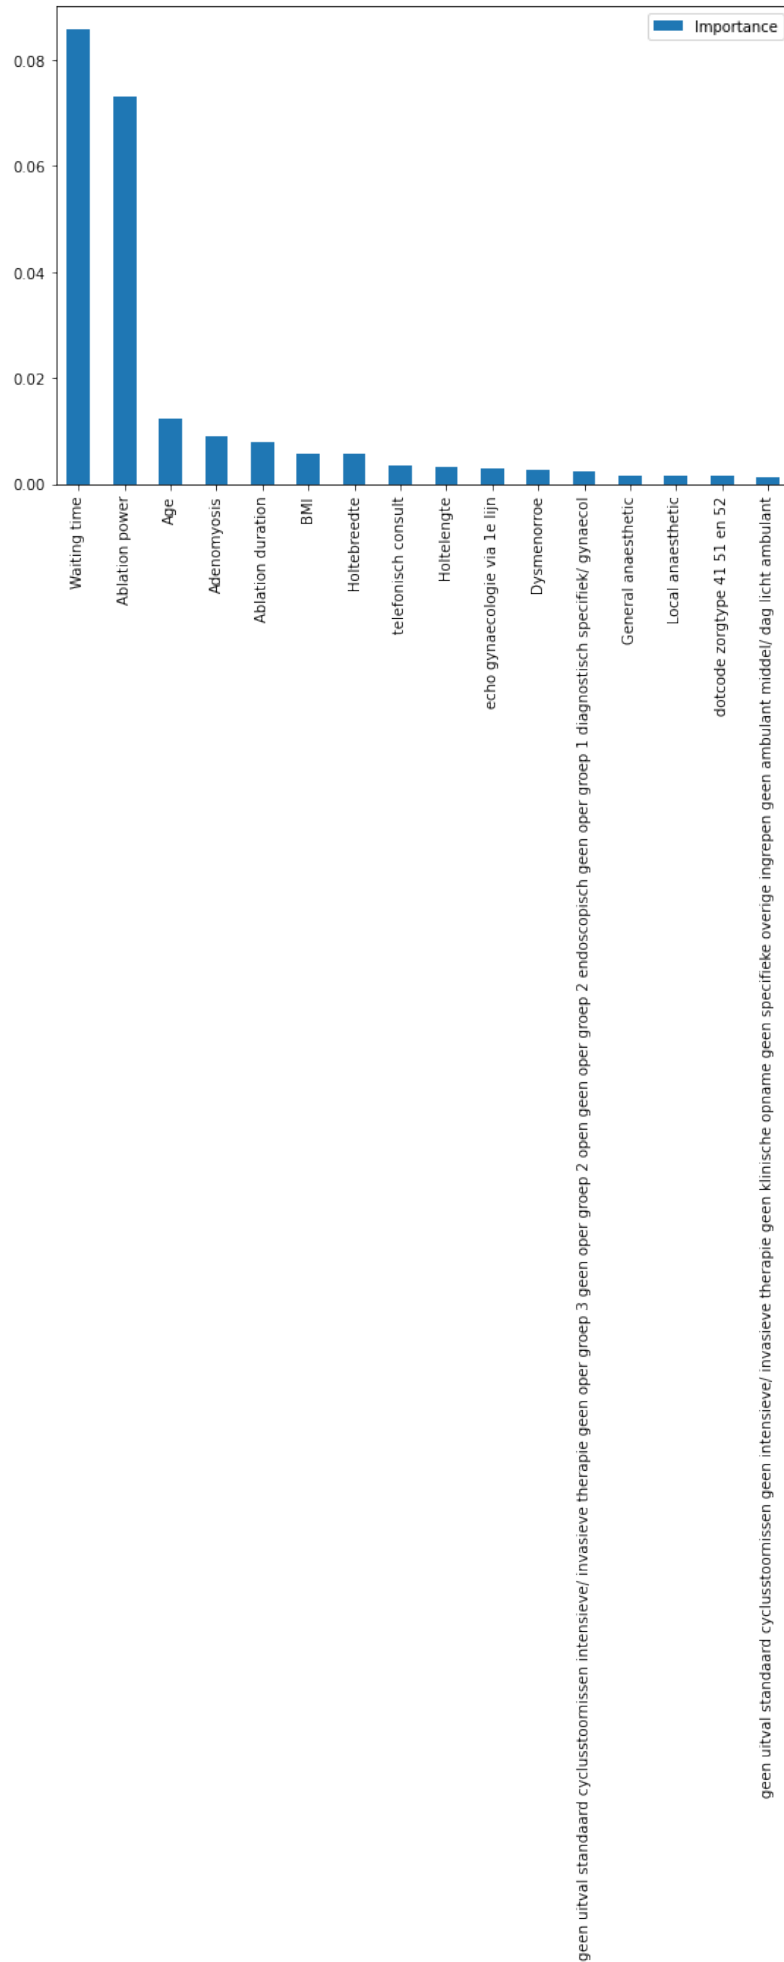 Importance
0.08
0.06
0.04
0.02
0.00
Waiting time
Ablation power
Age
Adenomyosis
Ablation duration
BMI
Holtebreedte
telefonisch consult
Holtelengte
echo gynaecologie via 1e lijn
Dysmenorroe
geen uitval standaard cyclusstoornissen intensieve/ invasieve therapie geen oper groep 3 geen oper groep 2 open geen oper groep 2 endoscopisch geen oper groep 1 diagnostisch specifiek/ gynaecol
General anaesthetic
Local anaesthetic
dotcode zorgtype 41 51 en 52
geen uitval standaard cyclusstoornissen geen intensieve/ invasieve therapie geen klinische opname geen specifieke overige ingrepen geen ambulant middel/ dag licht ambulant